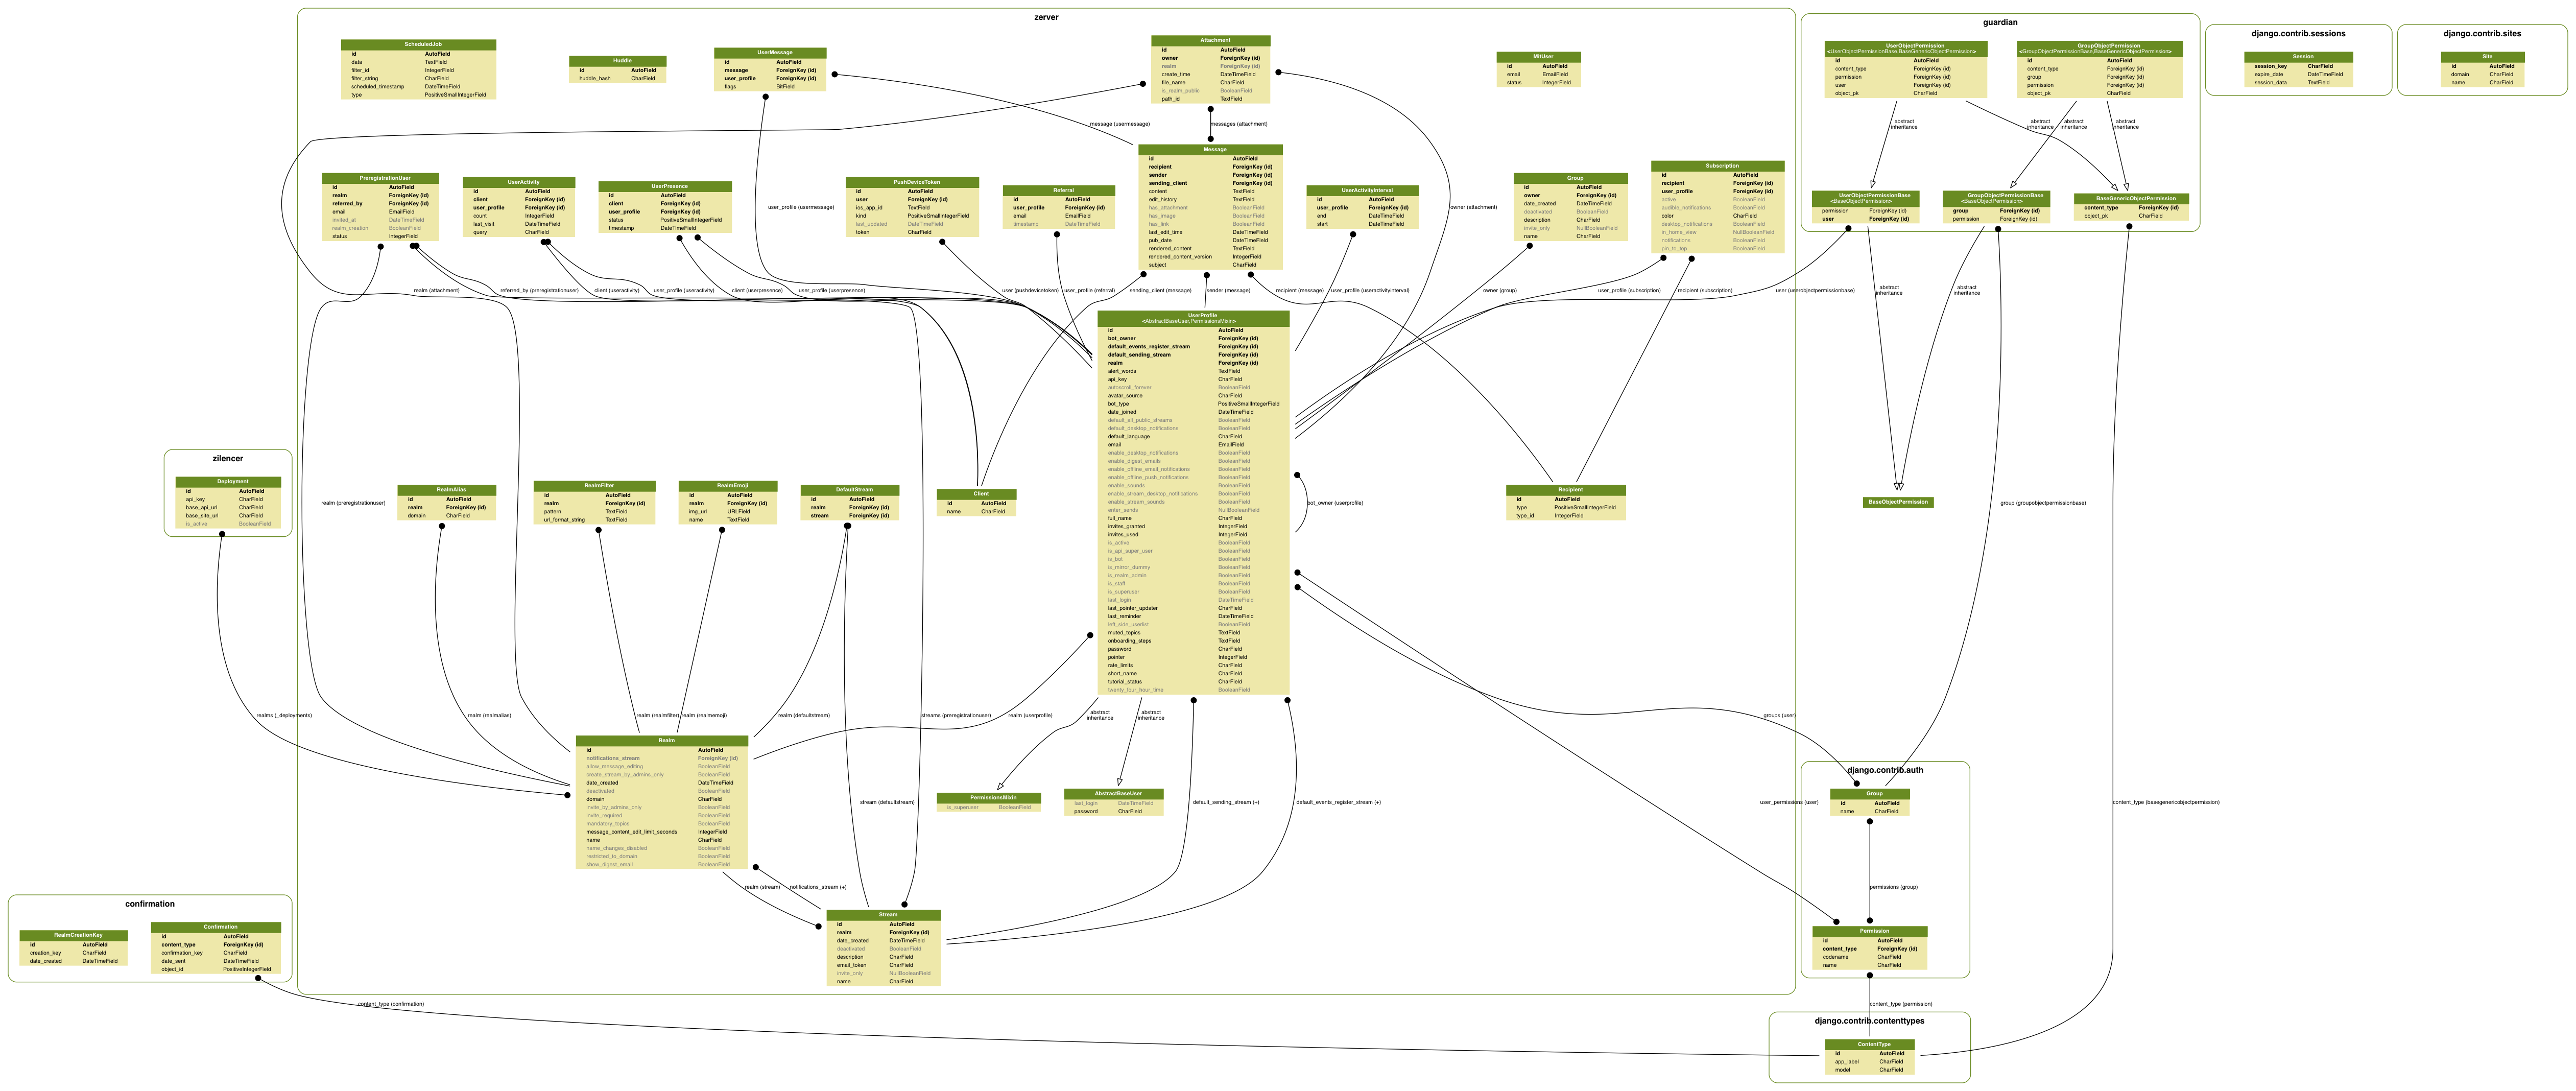 zerver
ScheduledJob
id AutoField
data TextField
filter_id IntegerField
filter_string CharField
scheduled_timestamp DateTimeField
type PositiveSmallIntegerField
Huddle
id AutoField
huddle_hash CharField
UserMessage
id AutoField
message ForeignKey (id)
user_profile ForeignKey (id)
flags BitField
Attachment
id AutoField
owner ForeignKey (id)
realm ForeignKey (id)
create_time DateTimeField
file_name CharField
is_realm_public BooleanField
path_id TextField
MitUser
id AutoField
email EmailField
status IntegerField
message (usermessage)
messages (attachment)
PreregistrationUser
id AutoField
realm ForeignKey (id)
referred_by ForeignKey (id)
email EmailField
invited_at DateTimeField
realm_creation BooleanField
status IntegerField
UserActivity
id AutoField
client ForeignKey (id)
user_profile ForeignKey (id)
count IntegerField
last_visit DateTimeField
query CharField
UserPresence
id AutoField
client ForeignKey (id)
user_profile ForeignKey (id)
status PositiveSmallIntegerField
timestamp DateTimeField
user_profile (usermessage)
PushDeviceToken
id AutoField
user ForeignKey (id)
ios_app_id TextField
kind PositiveSmallIntegerField
last_updated DateTimeField
token CharField
Referral
id AutoField
user_profile ForeignKey (id)
email EmailField
timestamp DateTimeField
Message
id AutoField
recipient ForeignKey (id)
sender ForeignKey (id)
sending_client ForeignKey (id)
content TextField
edit_history TextField
has_attachment BooleanField
has_image BooleanField
has_link BooleanField
last_edit_time DateTimeField
pub_date DateTimeField
rendered_content TextField
rendered_content_version IntegerField
subject CharField
UserActivityInterval
id AutoField
user_profile ForeignKey (id)
end DateTimeField
start DateTimeField
owner (attachment)
Group
id AutoField
owner ForeignKey (id)
date_created DateTimeField
deactivated BooleanField
description CharField
invite_only NullBooleanField
name CharField
Subscription
id AutoField
recipient ForeignKey (id)
user_profile ForeignKey (id)
active BooleanField
audible_notifications BooleanField
color CharField
desktop_notifications BooleanField
in_home_view NullBooleanField
notifications BooleanField
pin_to_top BooleanField
realm (attachment)
referred_by (preregistrationuser)
client (useractivity)
user_profile (useractivity)
client (userpresence)
user_profile (userpresence)
user (pushdevicetoken)
user_profile (referral)
sending_client (message)
sender (message)
recipient (message)
user_profile (useractivityinterval)
owner (group)
user_profile (subscription)
recipient (subscription)
user (userobjectpermissionbase)
UserProfile
<AbstractBaseUser,PermissionsMixin>
id AutoField
bot_owner ForeignKey (id)
default_events_register_stream ForeignKey (id)
default_sending_stream ForeignKey (id)
realm ForeignKey (id)
alert_words TextField
api_key CharField
autoscroll_forever BooleanField
avatar_source CharField
bot_type PositiveSmallIntegerField
date_joined DateTimeField
default_all_public_streams BooleanField
default_desktop_notifications BooleanField
default_language CharField
email EmailField
enable_desktop_notifications BooleanField
enable_digest_emails BooleanField
enable_offline_email_notifications BooleanField
enable_offline_push_notifications BooleanField
enable_sounds BooleanField
enable_stream_desktop_notifications BooleanField
enable_stream_sounds BooleanField
enter_sends NullBooleanField
full_name CharField
invites_granted IntegerField
invites_used IntegerField
is_active BooleanField
is_api_super_user BooleanField
is_bot BooleanField
is_mirror_dummy BooleanField
is_realm_admin BooleanField
is_staff BooleanField
is_superuser BooleanField
last_login DateTimeField
last_pointer_updater CharField
last_reminder DateTimeField
left_side_userlist BooleanField
muted_topics TextField
onboarding_steps TextField
password CharField
pointer IntegerField
rate_limits CharField
short_name CharField
tutorial_status CharField
twenty_four_hour_time BooleanField
bot_owner (userprofile)
zilencer
Deployment
id AutoField
api_key CharField
base_api_url CharField
base_site_url CharField
is_active BooleanField
realm (preregistrationuser)
RealmAlias
id AutoField
realm ForeignKey (id)
domain CharField
RealmFilter
id AutoField
realm ForeignKey (id)
pattern TextField
url_format_string TextField
RealmEmoji
id AutoField
realm ForeignKey (id)
img_url URLField
name TextField
DefaultStream
id AutoField
realm ForeignKey (id)
stream ForeignKey (id)
Client
id AutoField
name CharField
Recipient
id AutoField
type PositiveSmallIntegerField
type_id IntegerField
realms (_deployments)
realm (realmalias)
realm (realmfilter)
realm (realmemoji)
realm (defaultstream)
streams (preregistrationuser)
realm (userprofile)
abstract
inheritance
abstract
inheritance
groups (user)
Realm
id AutoField
notifications_stream ForeignKey (id)
allow_message_editing BooleanField
create_stream_by_admins_only BooleanField
date_created DateTimeField
deactivated BooleanField
domain CharField
invite_by_admins_only BooleanField
invite_required BooleanField
mandatory_topics BooleanField
message_content_edit_limit_seconds IntegerField
name CharField
name_changes_disabled BooleanField
restricted_to_domain BooleanField
show_digest_email BooleanField
stream (defaultstream)
PermissionsMixin
is_superuser BooleanField
AbstractBaseUser
last_login DateTimeField
password CharField
default_sending_stream (+)
default_events_register_stream (+)
user_permissions (user)
realm (stream)
notifications_stream (+)
Stream
id AutoField
realm ForeignKey (id)
date_created DateTimeField
deactivated BooleanField
description CharField
email_token CharField
invite_only NullBooleanField
name CharField
confirmation
RealmCreationKey
id AutoField
creation_key CharField
date_created DateTimeField
Confirmation
id AutoField
content_type ForeignKey (id)
confirmation_key CharField
date_sent DateTimeField
object_id PositiveIntegerField
content_type (confirmation)
guardian
UserObjectPermission
<UserObjectPermissionBase,BaseGenericObjectPermission>
id AutoField
content_type ForeignKey (id)
permission ForeignKey (id)
user ForeignKey (id)
object_pk CharField
GroupObjectPermission
<GroupObjectPermissionBase,BaseGenericObjectPermission>
id AutoField
content_type ForeignKey (id)
group ForeignKey (id)
permission ForeignKey (id)
object_pk CharField
abstract
inheritance
abstract
inheritance
abstract
inheritance
abstract
inheritance
UserObjectPermissionBase
<BaseObjectPermission>
permission ForeignKey (id)
user ForeignKey (id)
GroupObjectPermissionBase
<BaseObjectPermission>
group ForeignKey (id)
permission ForeignKey (id)
BaseGenericObjectPermission
content_type ForeignKey (id)
object_pk CharField
abstract
inheritance
abstract
inheritance
BaseObjectPermission
group (groupobjectpermissionbase)
content_type (basegenericobjectpermission)
django.contrib.sessions
Session
session_key CharField
expire_date DateTimeField
session_data TextField
django.contrib.sites
Site
id AutoField
domain CharField
name CharField
django.contrib.auth
Group
id AutoField
name CharField
permissions (group)
Permission
id AutoField
content_type ForeignKey (id)
codename CharField
name CharField
content_type (permission)
django.contrib.contenttypes
ContentType
id AutoField
app_label CharField
model CharField